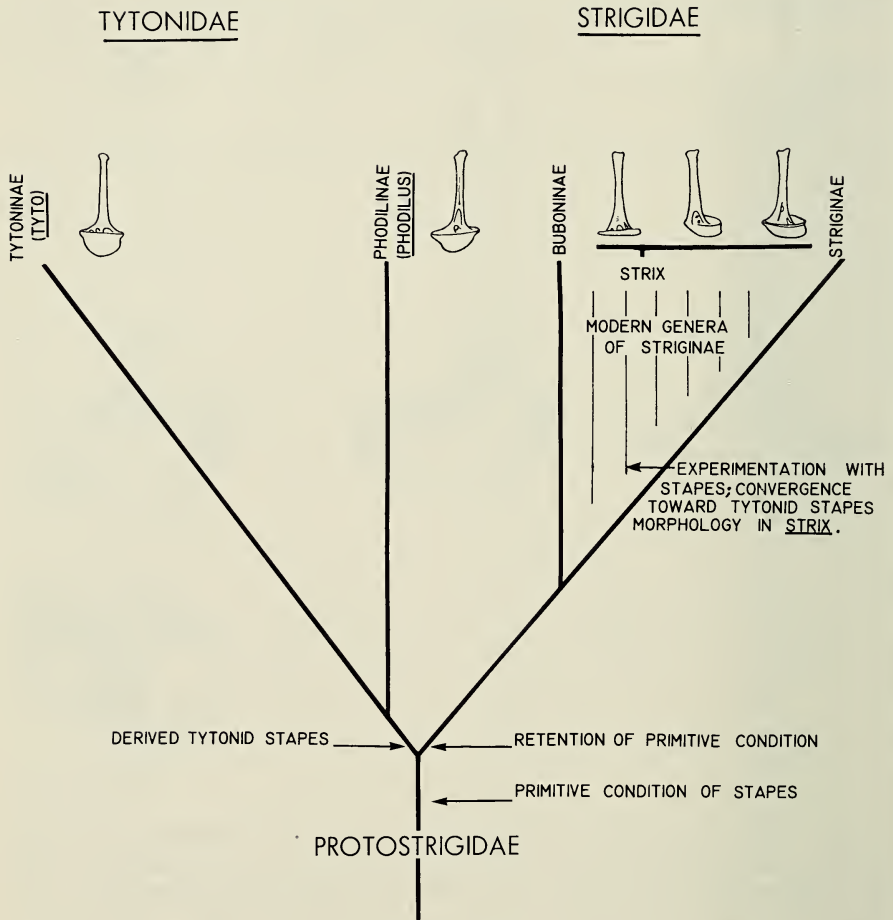 TYTONIDAE
STRIGIDAE
TYTONINAE
(TYTO)
PHODILINAE
(PHODILUS)
BUBONINAE
STRIGINAE
STRIX
MODERN GENERA
OF STRIGINAE
EXPERIMENTATION WITH
STAPES; CONVERGENCE
TOWARD TYTONID STAPES
MORPHOLOGY IN STRIX.
DERIVED TYTONID STAPES
RETENTION OF PRIMITIVE CONDITION
PRIMITIVE CONDITION OF STAPES
PROTOSTRIGIDAE